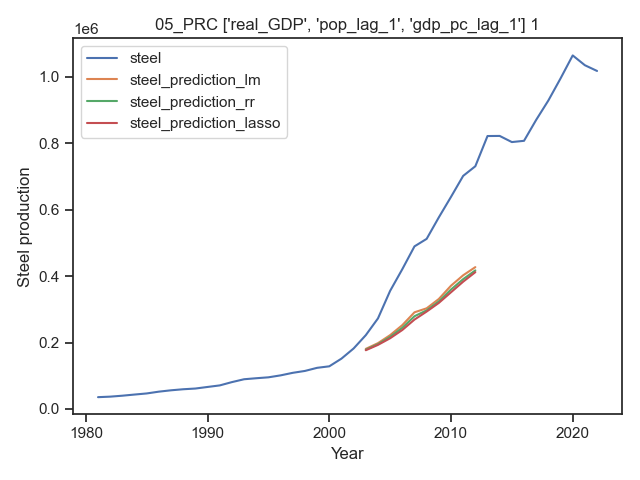 05_PRC ['real_GDP', 'pop_lag_1', 'gdp_pc_lag_1'] 1
1e6
steel
steel_prediction_lm
steel_prediction_rr
steel_prediction_lasso
1.0
0.8
0.6
0.4
0.2
0.0
Steel production
1980 1990 2000 2010 2020
Year